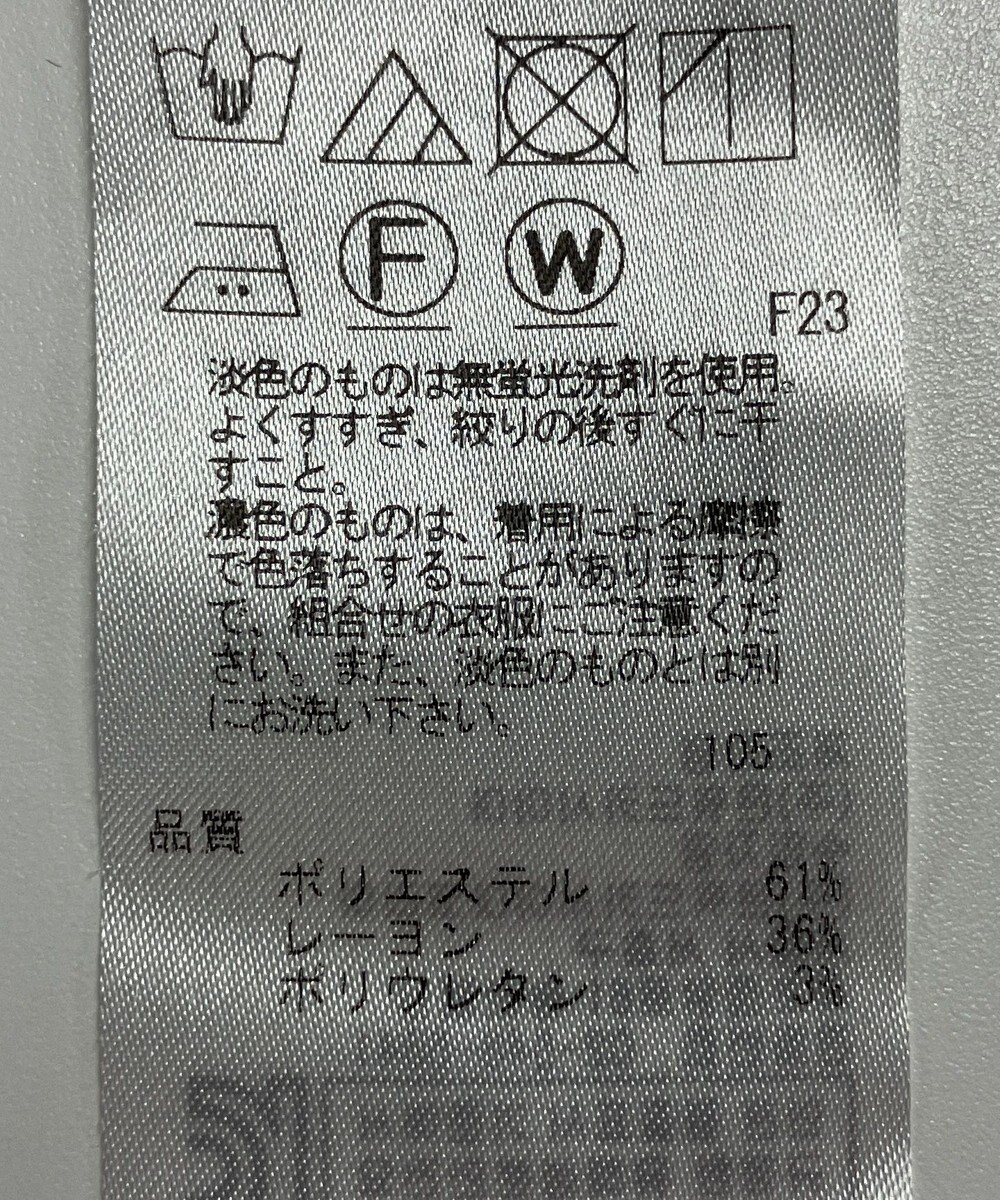 F
W
F23
淡色のものは無蛍光洗剤を使用。
よくすすぎ、絞りの後すぐに干
すこと。
濃色のものは、着用による摩擦
で色落ちすることがありますの
で、組合せの衣服にご注意くだ
さい。また、淡色のものとは別
にお洗い下さい。
105
品質
ポリエステル 61%
レーヨン 36%
ポリウレタン 3%